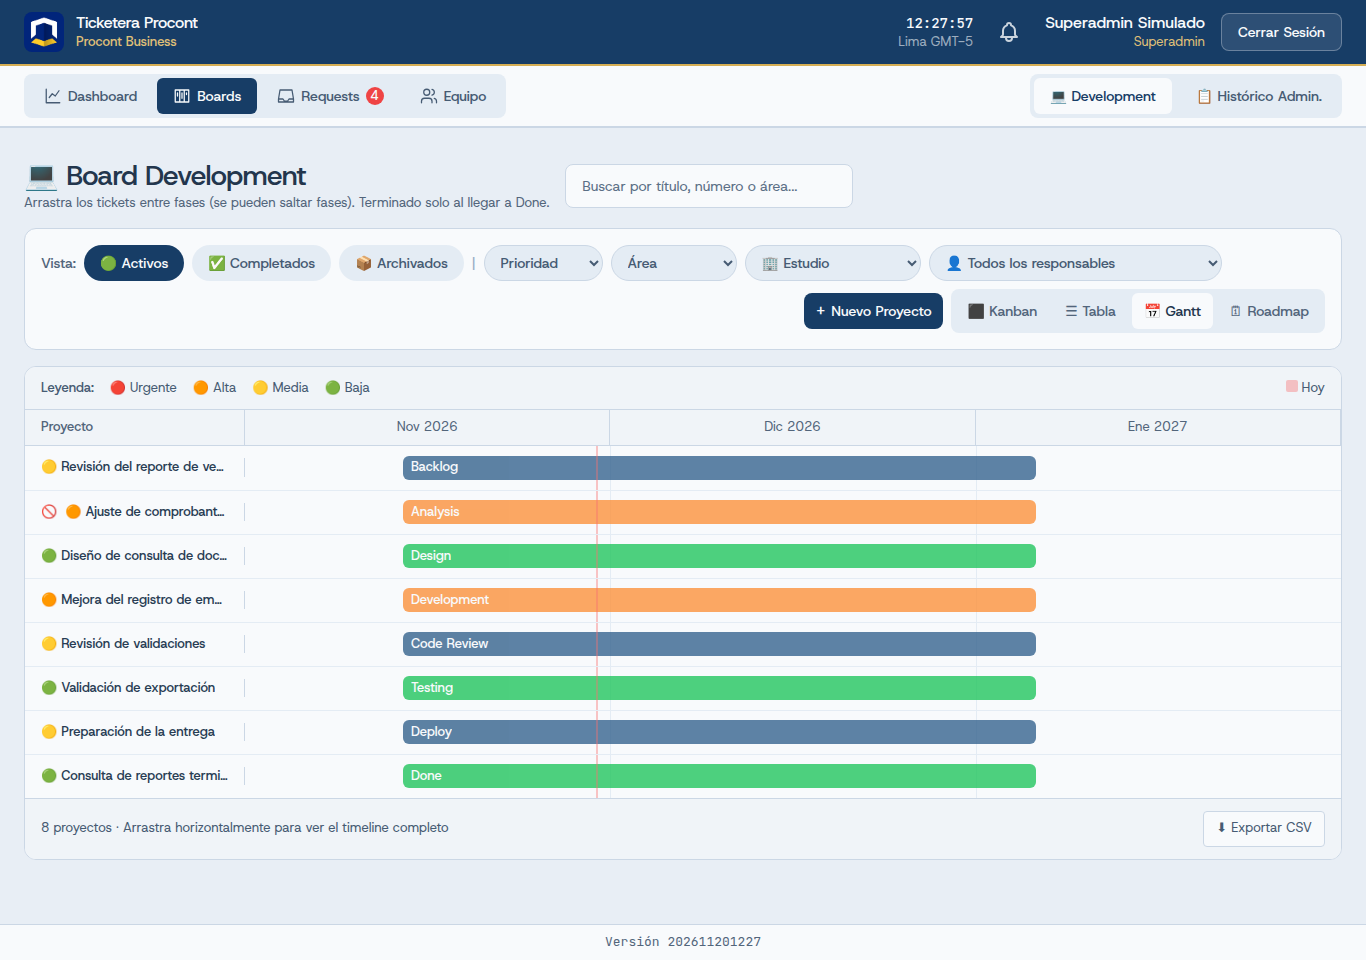 Ticketera Procont
Procont Business
12:27:57
Lima GMT-5
Superadmin Simulado
Superadmin
Cerrar Sesión
Dashboard
Boards
Requests 4
Equipo
Development
Histórico Admin.
Board Development
Arrastra los tickets entre fases (se pueden saltar fases). Terminado solo al llegar a Done.
Buscar por título, número o área...
Vista:
Activos
Completados
Archivados
|
Prioridad
Área
Estudio
Todos los responsables
+ Nuevo Proyecto
Kanban
Tabla
Gantt
Roadmap
Leyenda:
Urgente
Alta
Media
Baja
Hoy
Proyecto
Nov 2026
Dic 2026
Ene 2027
Revisión del reporte de ve...
Backlog
Ajuste de comprobant...
Analysis
Diseño de consulta de doc...
Design
Mejora del registro de em...
Development
Revisión de validaciones
Code Review
Validación de exportación
Testing
Preparación de la entrega
Deploy
Consulta de reportes termi...
Done
8 proyectos · Arrastra horizontalmente para ver el timeline completo
⬇ Exportar CSV
Versión 202611201227